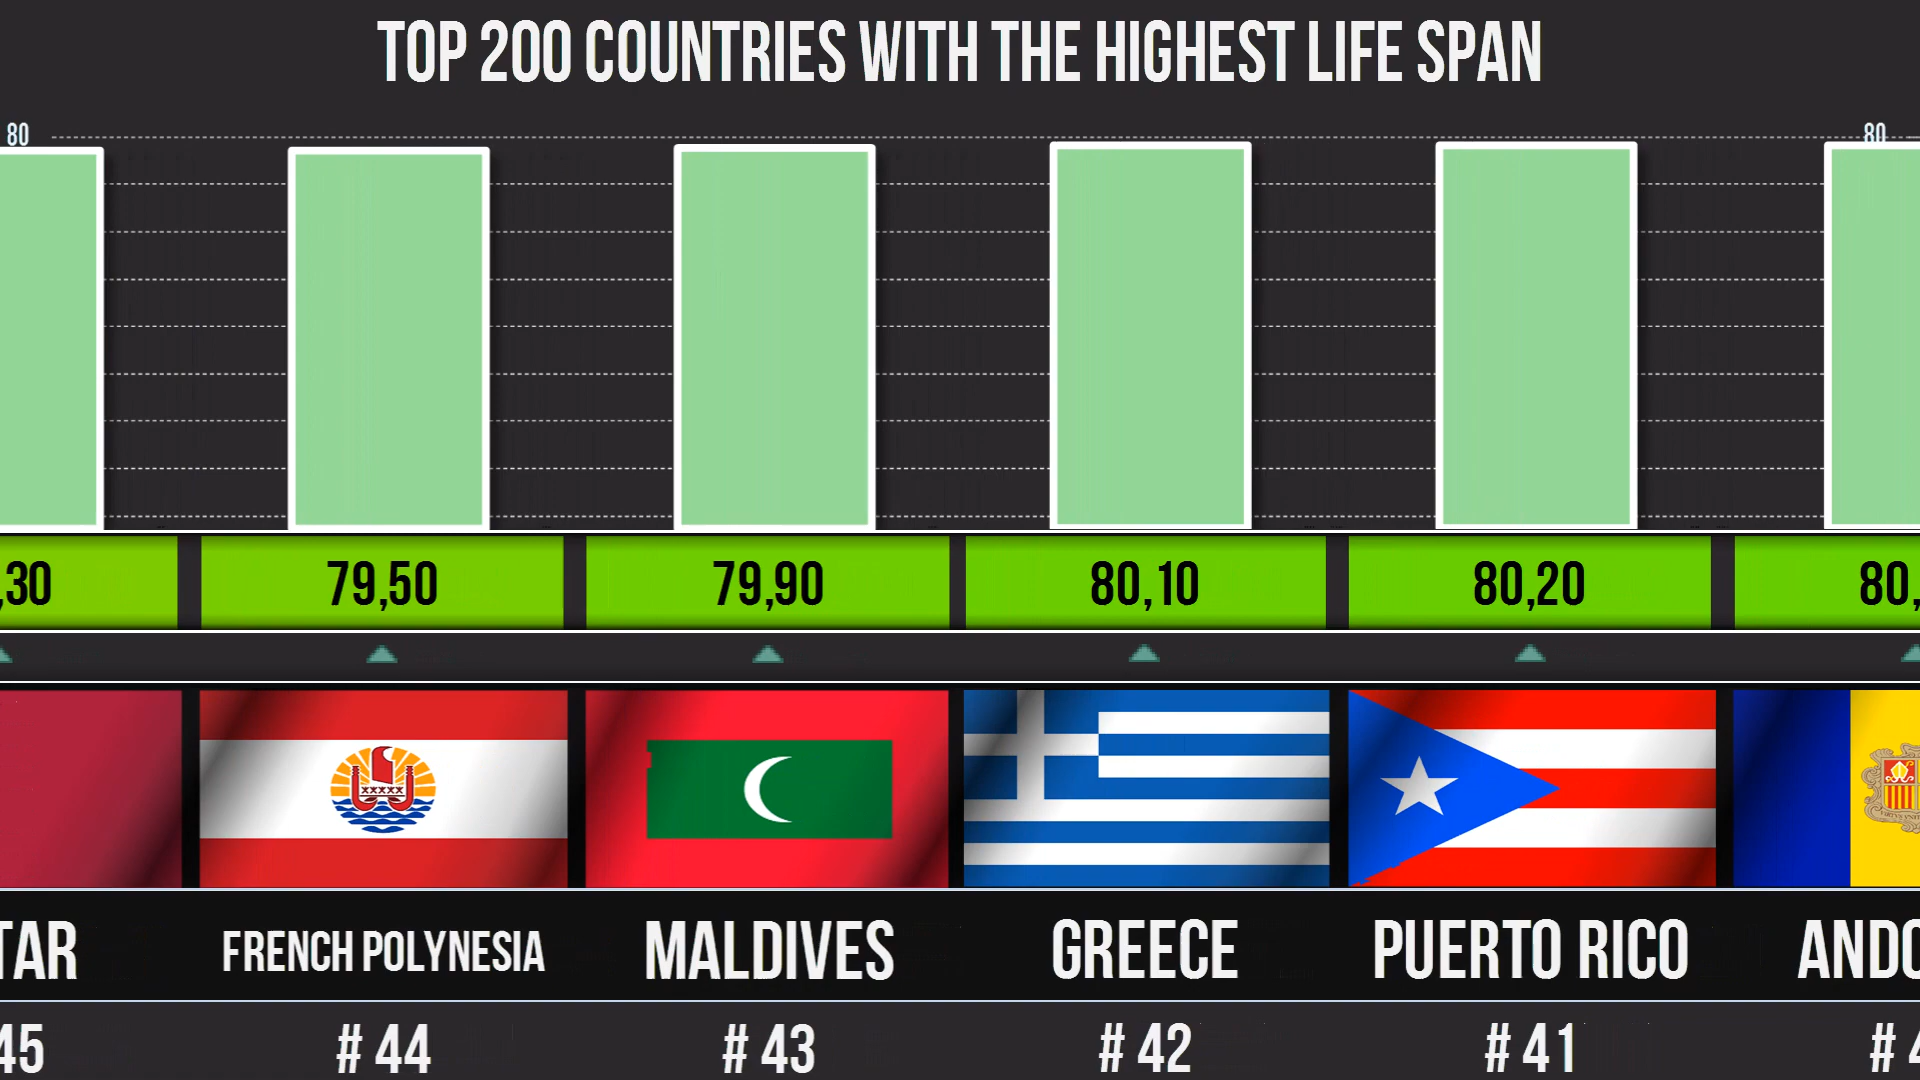 TOP 200 COUNTRIES WITH THE HIGHEST LIFE SPAN
80 80
,30 79,50 79,90 80,10 80,20 80,
TAR FRENCH POLYNESIA MALDIVES GREECE PUERTO RICO ANDO
45 # 44 # 43 # 42 # 41 # 4